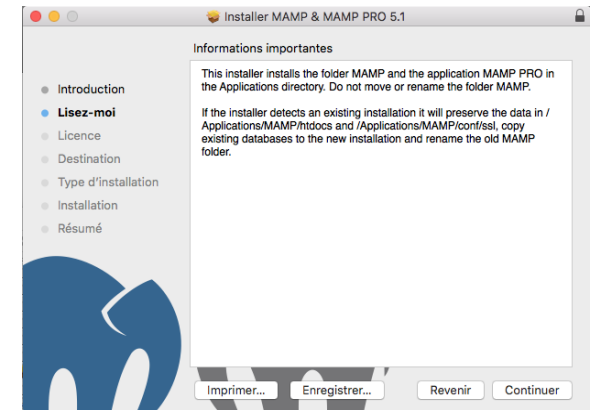 Installer MAMP & MAMP PRO 5.1
Informations importantes
Introduction
Lisez-moi
Licence
Destination
Type d'installation
Installation
Résumé
This installer installs the folder MAMP and the application MAMP PRO in
the Applications directory. Do not move or rename the folder MAMP.
If the installer detects an existing installation it will preserve the data in /
Applications/MAMP/htdocs and /Applications/MAMP/conf/ssl, copy
existing databases to the new installation and rename the old MAMP
folder.
Imprimer... Enregistrer... Revenir Continuer